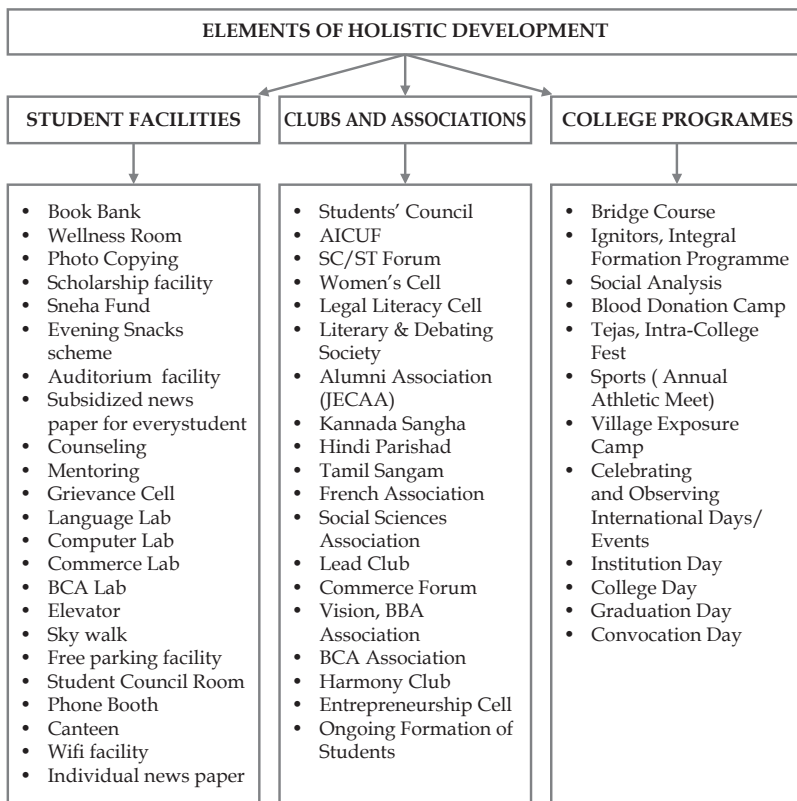 ELEMENTS OF HOLISTIC DEVELOPMENT
STUDENT FACILITIES
• Book Bank
• Wellness Room
• Photo Copying
• Scholarship facility
• Sneha Fund
• Evening Snacks
scheme
• Auditorium facility
• Subsidized news
paper for everystudent
• Counseling
• Mentoring
• Grievance Cell
• Language Lab
• Computer Lab
• Commerce Lab
• BCA Lab
• Elevator
• Sky walk
• Free parking facility
• Student Council Room
• Phone Booth
• Canteen
• Wifi facility
• Individual news paper
CLUBS AND ASSOCIATIONS
• Students' Council
• AICUF
• SC/ST Forum
• Women's Cell
• Legal Literacy Cell
• Literary & Debating
Society
• Alumni Association
(JECAA)
• Kannada Sangha
• Hindi Parishad
• Tamil Sangam
• French Association
• Social Sciences
Association
• Lead Club
• Commerce Forum
• Vision, BBA
Association
• BCA Association
• Harmony Club
• Entrepreneurship Cell
• Ongoing Formation of
Students
COLLEGE PROGRAMES
• Bridge Course
• Ignitors, Integral
Formation Programme
• Social Analysis
• Blood Donation Camp
• Tejas, Intra-College
Fest
• Sports ( Annual
Athletic Meet)
• Village Exposure
Camp
• Celebrating
and Observing
International Days/
Events
• Institution Day
• College Day
• Graduation Day
• Convocation Day